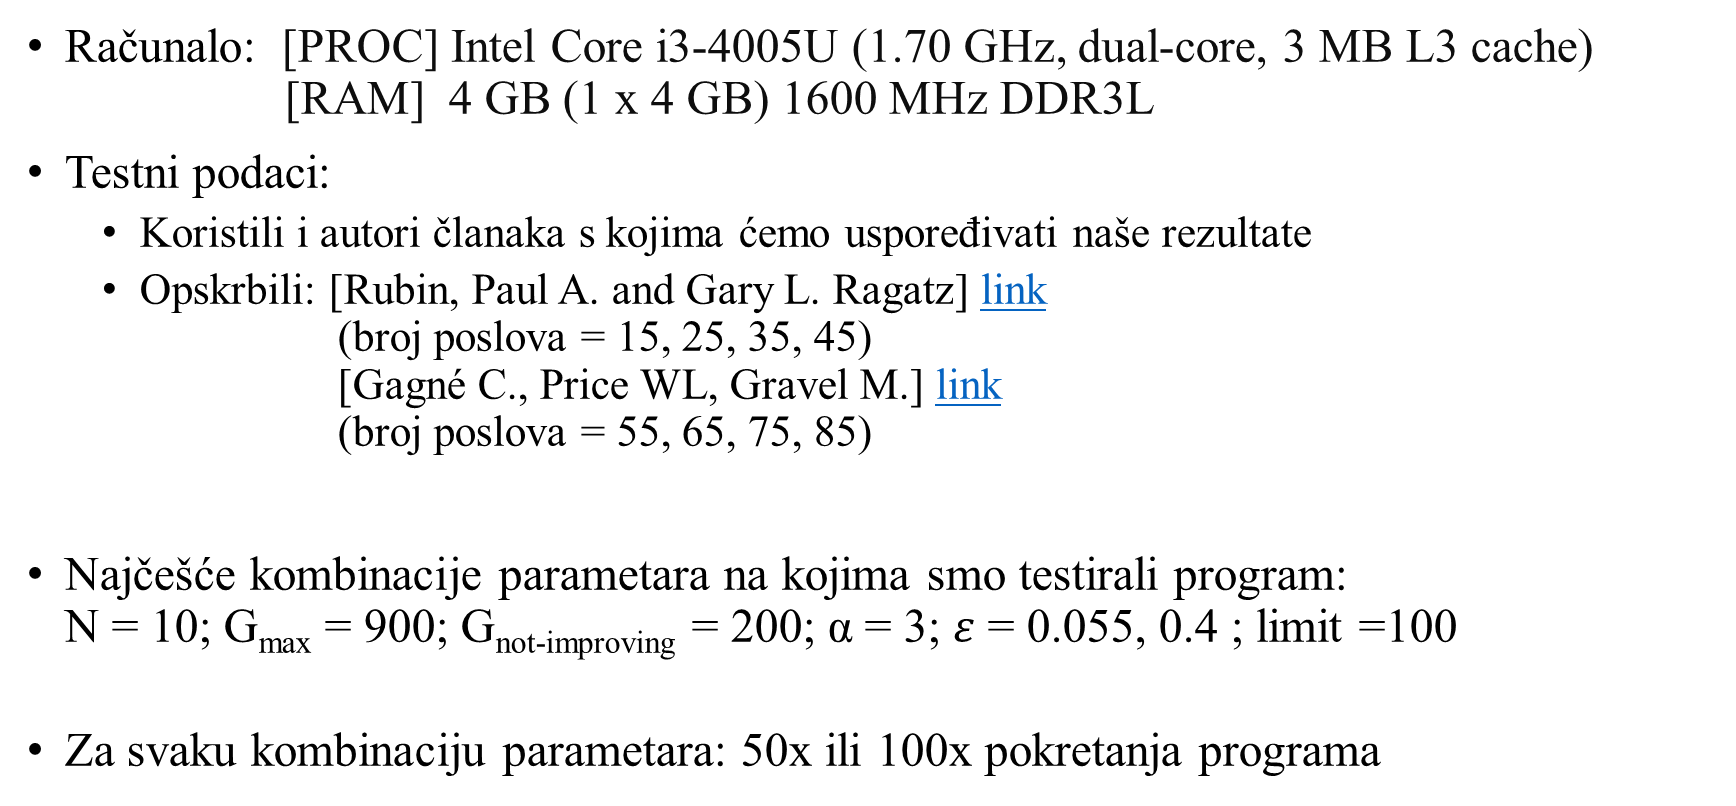 • Računalo: [PROC] Intel Core i3-4005U (1.70 GHz, dual-core, 3 MB L3 cache)
[RAM] 4 GB (1 x 4 GB) 1600 MHz DDR3L
• Testni podaci:
• Koristili i autori članaka s kojima ćemo uspoređivati naše rezultate
• Opskrbili: [Rubin, Paul A. and Gary L. Ragatz] link
(broj poslova = 15, 25, 35, 45)
[Gagné C., Price WL, Gravel M.] link
(broj poslova = 55, 65, 75, 85)
• Najčešće kombinacije parametara na kojima smo testirali program:
N = 10; Gmax = 900; Gnot-improving = 200; α = 3; ε = 0.055, 0.4 ; limit =100
• Za svaku kombinaciju parametara: 50x ili 100x pokretanja programa